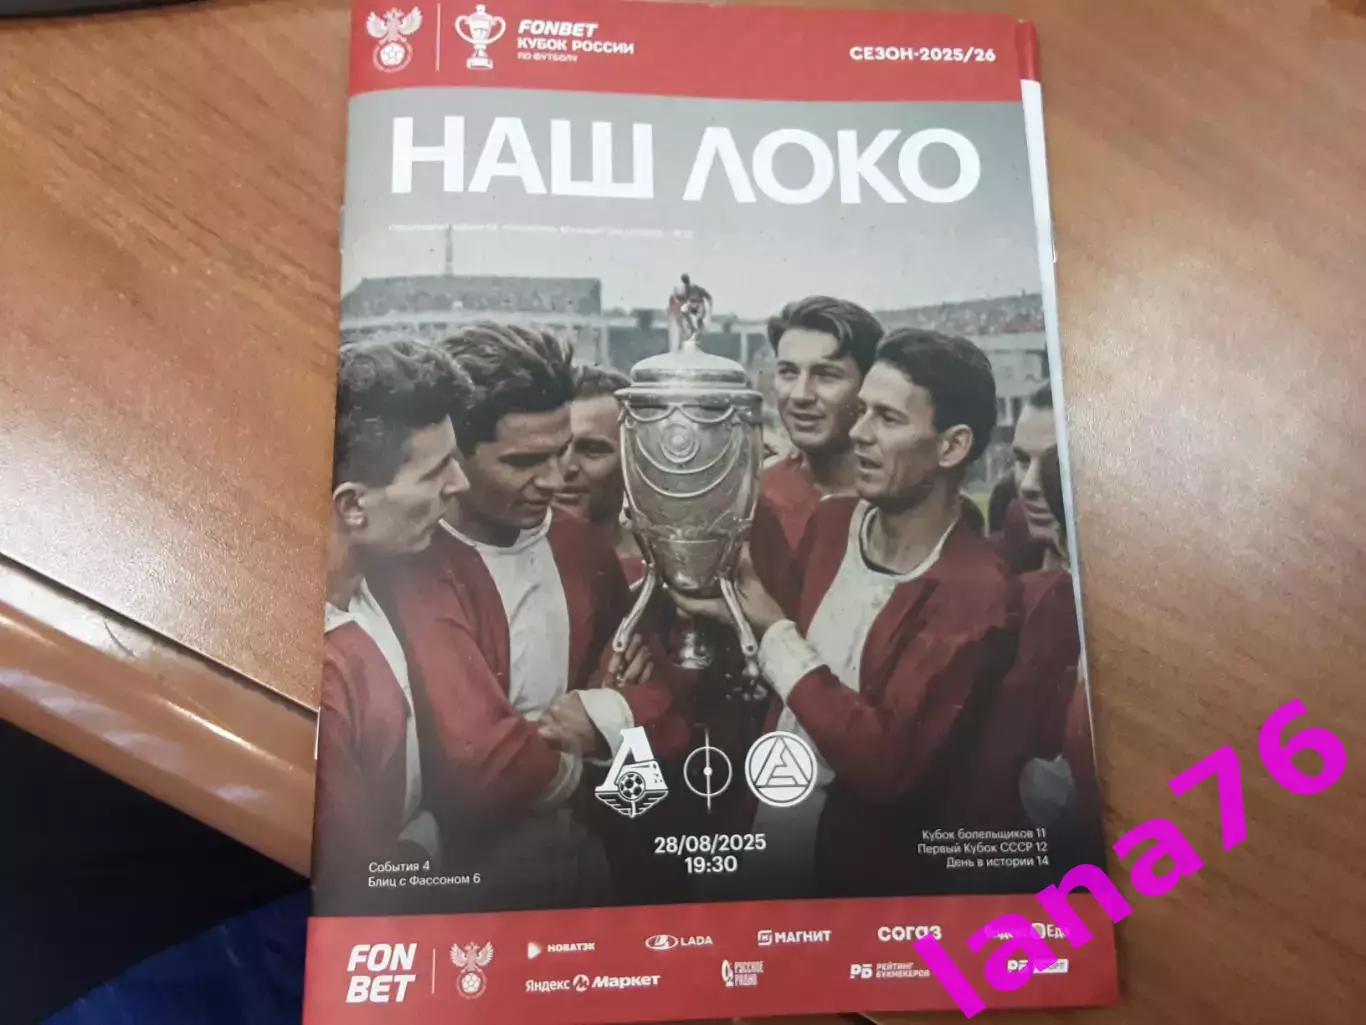 FONBET
КУБОК РОССИИ
ПО ФУТБОЛУ
СЕЗОН-2025/26
НАШ ЛОКО
28/08/2025
19:30
События 4
Блиц с Фассоном 6
Кубок болельщиков 11
Первый Кубок СССР 12
День в истории 14
FON
BET
НОВАТЭК
LADA
МАГНИТ
СОГАЗ
Еда
Яндекс Маркет
РУССКОЕ
РАДИО
РБ РЕЙТИНГ
БУКМЕКЕРОВ
lana76